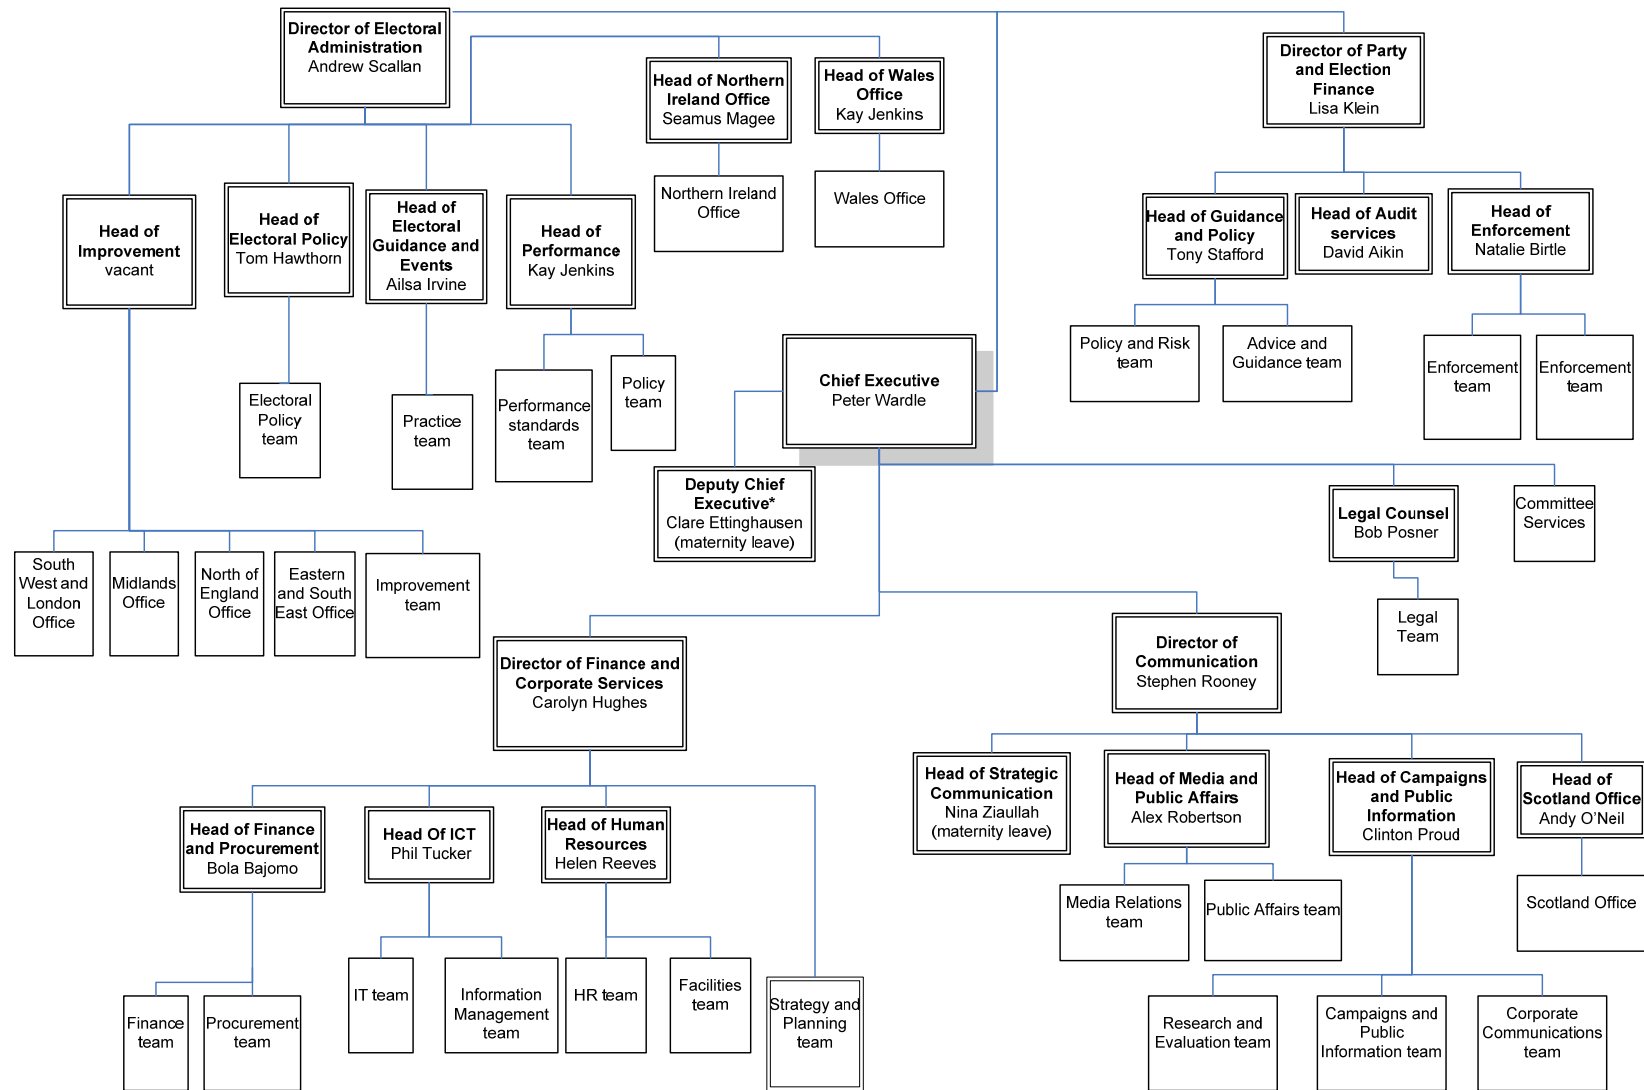 Director of Electoral
Administration
Andrew Scallan
Head of Northern
Ireland Office
Seamus Magee
Head of Wales
Office
Kay Jenkins
Director of Party
and Election
Finance
Lisa Klein
Northern Ireland
Office
Wales Office
Head of
Improvement
vacant
Head of
Electoral Policy
Tom Hawthorn
Head of
Electoral
Guidance and
Events
Ailsa Irvine
Head of
Performance
Kay Jenkins
Head of Guidance
and Policy
Tony Stafford
Head of Audit
services
David Aikin
Head of
Enforcement
Natalie Birtle
Policy and Risk
team
Advice and
Guidance team
Enforcement
team
Enforcement
team
Chief Executive
Peter Wardle
Electoral
Policy
team
Practice
team
Performance
standards
team
Policy
team
Deputy Chief
Executive*
Clare Ettinghausen
(maternity leave)
Legal Counsel
Bob Posner
Committee
Services
Legal
Team
South
West and
London
Office
Midlands
Office
North of
England
Office
Eastern
and South
East Office
Improvement
team
Director of Finance and
Corporate Services
Carolyn Hughes
Director of
Communication
Stephen Rooney
Head of Finance
and Procurement
Bola Bajomo
Head Of ICT
Phil Tucker
Head of Human
Resources
Helen Reeves
Head of Strategic
Communication
Nina Ziaullah
(maternity leave)
Head of Media and
Public Affairs
Alex Robertson
Head of Campaigns
and Public
Information
Clinton Proud
Head of
Scotland Office
Andy O'Neil
Media Relations
team
Public Affairs team
Scotland Office
Finance
team
Procurement
team
IT team
Information
Management
team
HR team
Facilities
team
Strategy and
Planning
team
Research and
Evaluation team
Campaigns and
Public
Information team
Corporate
Communications
team